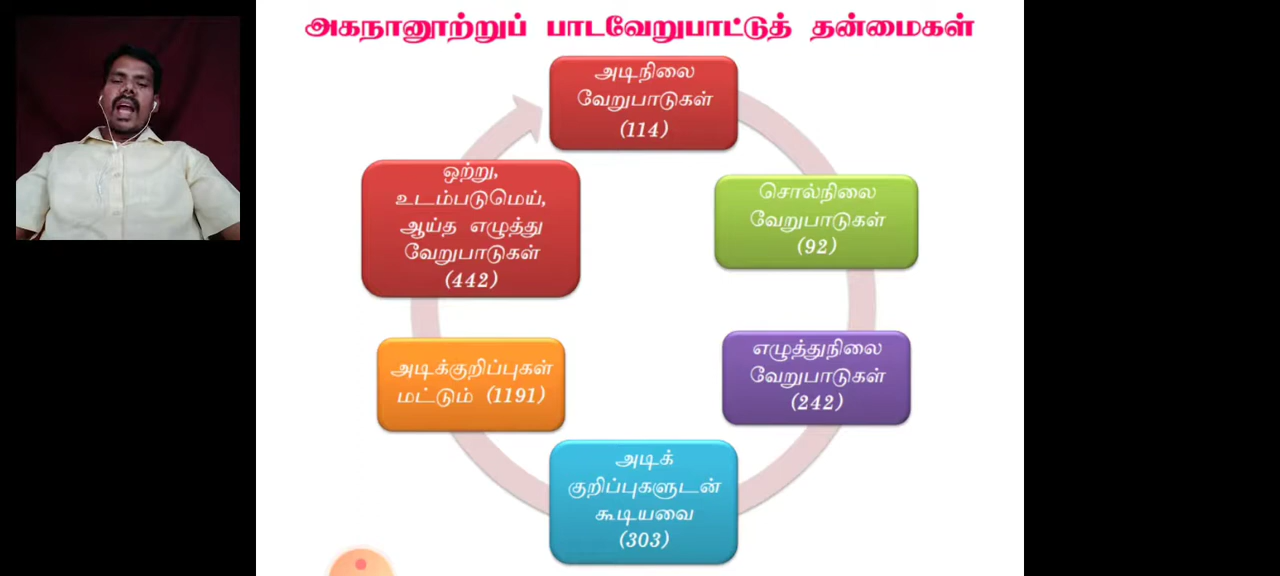 அகநானூற்றுப் பாடவேறுபாட்டுத் தன்மைகள்
அடிநிலை
வேறுபாடுகள்
(114)
சொல்நிலை
வேறுபாடுகள்
(92)
எழுத்துநிலை
வேறுபாடுகள்
(242)
அடிக்
குறிப்புகளுடன்
கூடியவை
(303)
அடிக்குறிப்புகள்
மட்டும் (1191)
ஒற்று,
உடம்படுமெய்,
ஆய்த எழுத்து
வேறுபாடுகள்
(442)